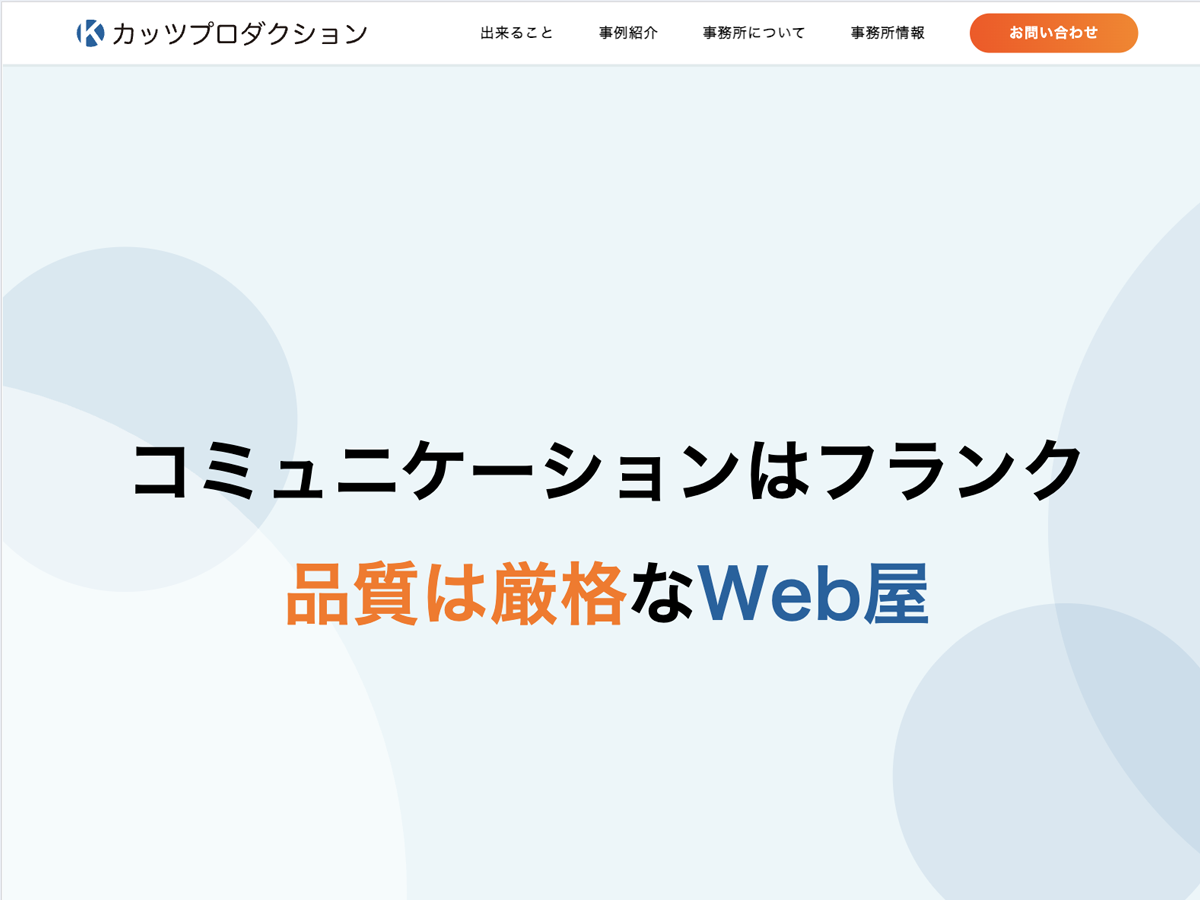 カッツプロダクション
出来ること
事例紹介
事務所について
事務所情報
お問い合わせ
コミュニケーションはフランク
品質は厳格なWeb屋